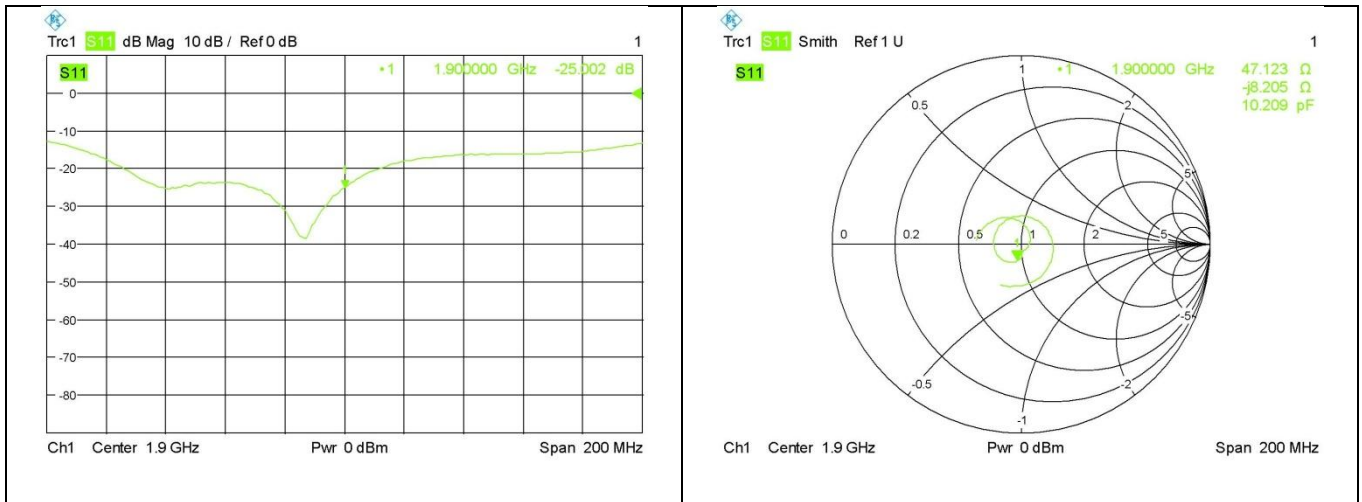 Trc1 S11 dB Mag 10 dB / Ref 0 dB 1
S11
•1 1.900000 GHz -25.002 dB
0
-10
-20
-30
-40
-50
-60
-70
-80
Ch1 Center 1.9 GHz Pwr 0 dBm Span 200 MHz
Trc1 S11 Smith Ref 1 U 1
S11
•1 1.900000 GHz 47.123 Ω
-j8.205 Ω
10.209 pF
1
0.5 2
5
0 0.2 0.5 1 2 5
-5
-0.5 -2
-1
Ch1 Center 1.9 GHz Pwr 0 dBm Span 200 MHz